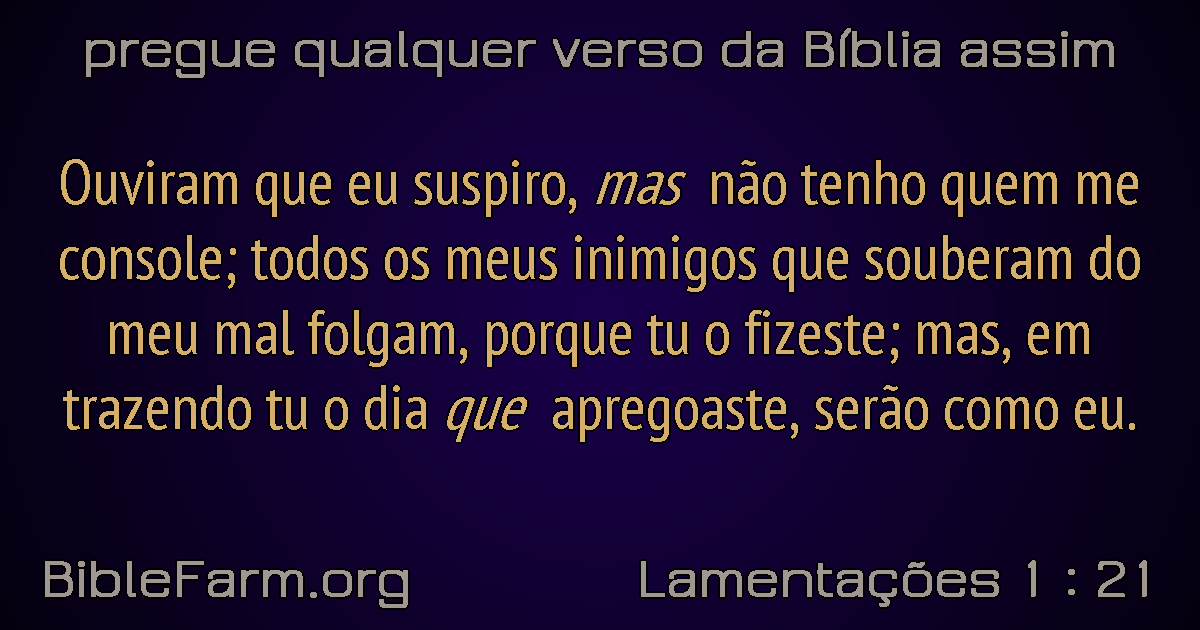 pregue qualquer verso da Bíblia assim
Ouviram que eu suspiro, mas não tenho quem me
console; todos os meus inimigos que souberam do
meu mal folgam, porque tu o fizeste; mas, em
trazendo tu o dia que apregoaste, serão como eu.
BibleFarm.org
Lamentações 1 : 21